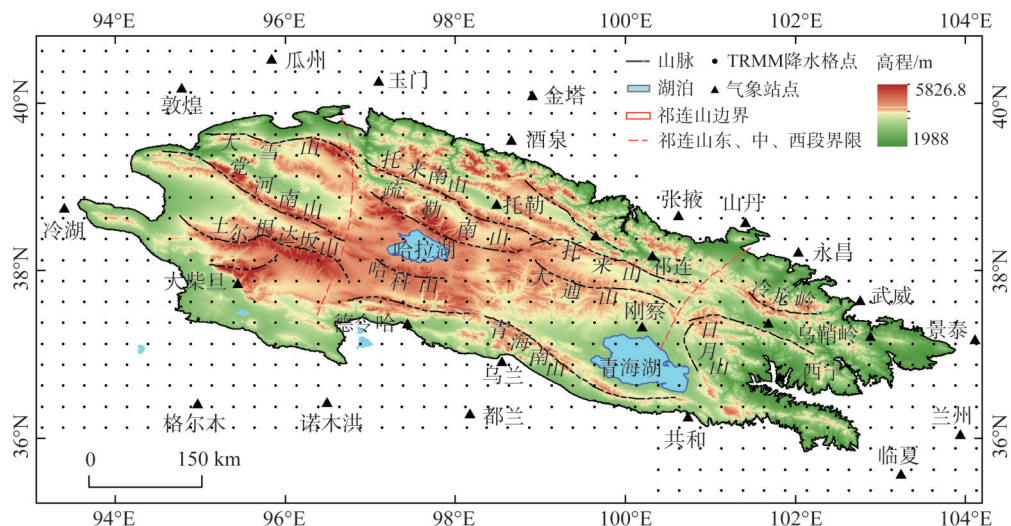 94°E 96°E 98°E 100°E 102°E 104°E
40°N
38°N
36°N
40°N
38°N
36°N
山脉
TRMM降水格点
湖泊
气象站点
祁连山边界
祁连山东、中、西段界限
高程/m
5826.8
1988
瓜州
玉门
敦煌
金塔
酒泉
大雪山
党河南山
托来南山
疏勒南山
托勒
张掖
山丹
冷湖
土尔根达坂山
哈拉湖
托来山
祁连
永昌
大柴旦
哈科山
大通山
冷龙岭
武威
德令哈
刚察
日月山
乌鞘岭
景泰
青海南山
青海湖
西宁
乌兰
格尔木
诺木洪
都兰
共和
兰州
临夏
0 150 km
94°E 96°E 98°E 100°E 102°E 104°E